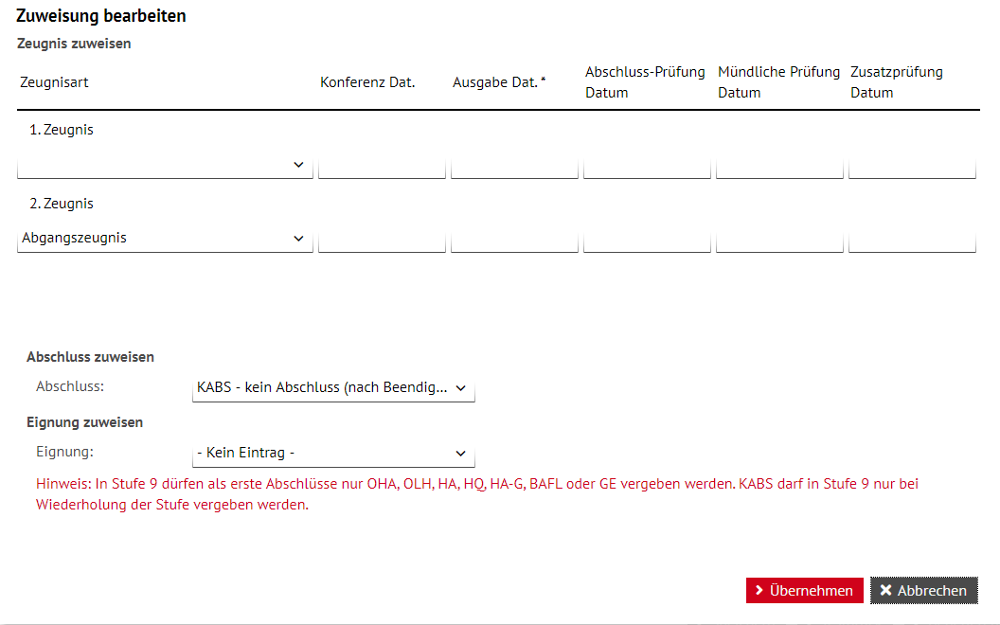 Zuweisung bearbeiten
Zeugnis zuweisen
Zeugnisart
Konferenz Dat.
Ausgabe Dat. *
Abschluss-Prüfung
Datum
Mündliche Prüfung
Datum
Zusatzprüfung
Datum
1. Zeugnis
2. Zeugnis
Abgangszeugnis
Abschluss zuweisen
Abschluss:
KABS - kein Abschluss (nach Beendig...
Eignung zuweisen
Eignung:
- Kein Eintrag -
Hinweis: In Stufe 9 dürfen als erste Abschlüsse nur OHA, OLH, HA, HQ, HA-G, BAFL oder GE vergeben werden. KABS darf in Stufe 9 nur bei
Wiederholung der Stufe vergeben werden.
Übernehmen
Abbrechen